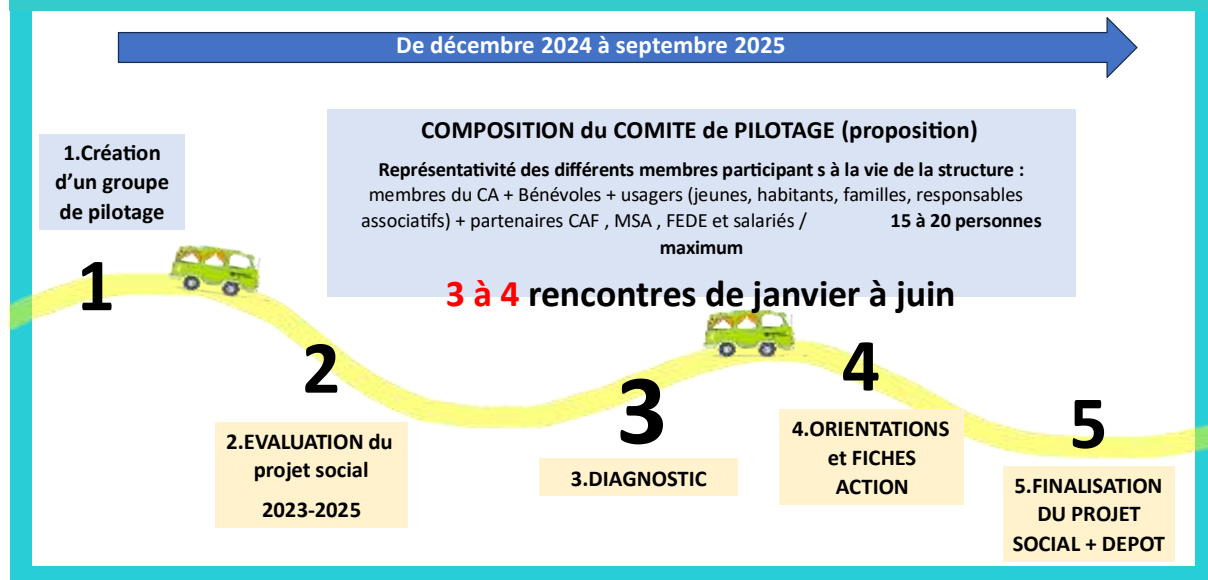 De décembre 2024 à septembre 2025
1.Création
d'un groupe
de pilotage
COMPOSITION du COMITE de PILOTAGE (proposition)
Représentativité des différents membres participant s à la vie de la structure :
membres du CA + Bénévoles + usagers (jeunes, habitants, familles, responsables
associatifs) + partenaires CAF , MSA , FEDE et salariés / 15 à 20 personnes
maximum
3 à 4 rencontres de janvier à juin
1
2
3
4
5
2.EVALUATION du
projet social
2023-2025
3.DIAGNOSTIC
4.ORIENTATIONS
et FICHES
ACTION
5.FINALISATION
DU PROJET
SOCIAL + DEPOT